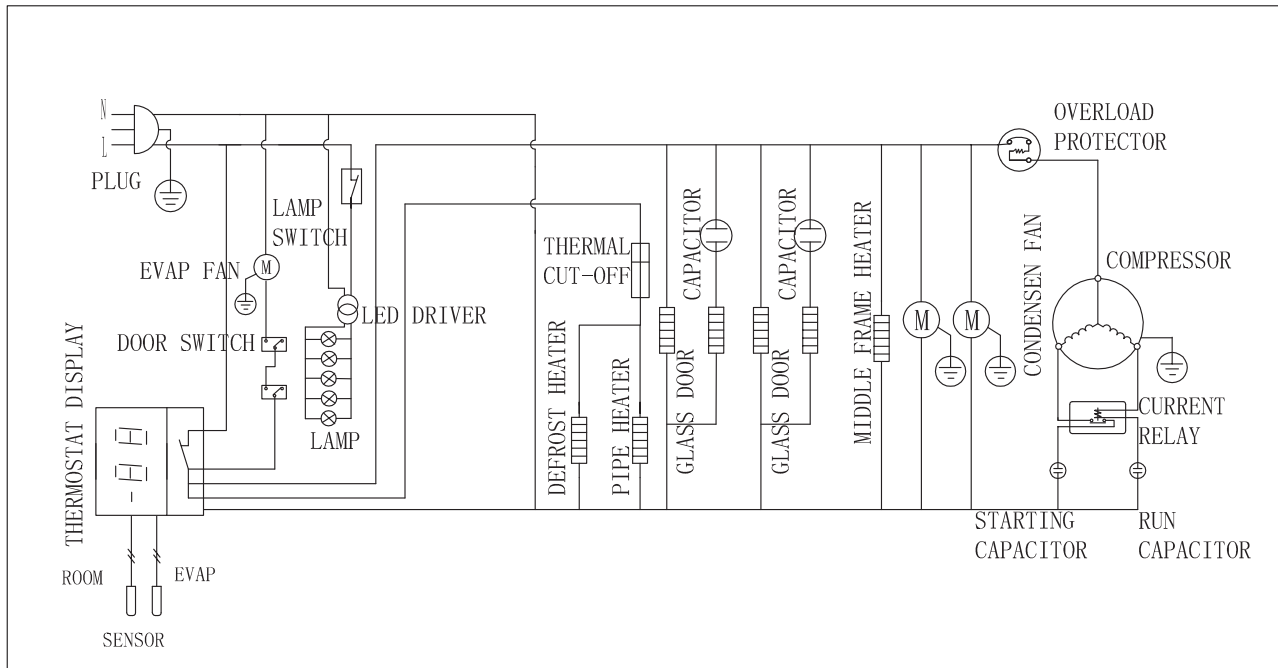 N
L
PLUG
LAMP
SWITCH
EVAP FAN
M
LED DRIVER
DOOR SWITCH
LAMP
THERMOSTAT DISPLAY
ROOM
EVAP
SENSOR
THERMAL
CUT-OFF
DEFROST HEATER
PIPE HEATER
CAPACITOR
GLASS DOOR
CAPACITOR
GLASS DOOR
MIDDLE FRAME HEATER
M
M
CONDENSEN FAN
OVERLOAD
PROTECTOR
COMPRESSOR
CURRENT
RELAY
STARTING
CAPACITOR
RUN
CAPACITOR